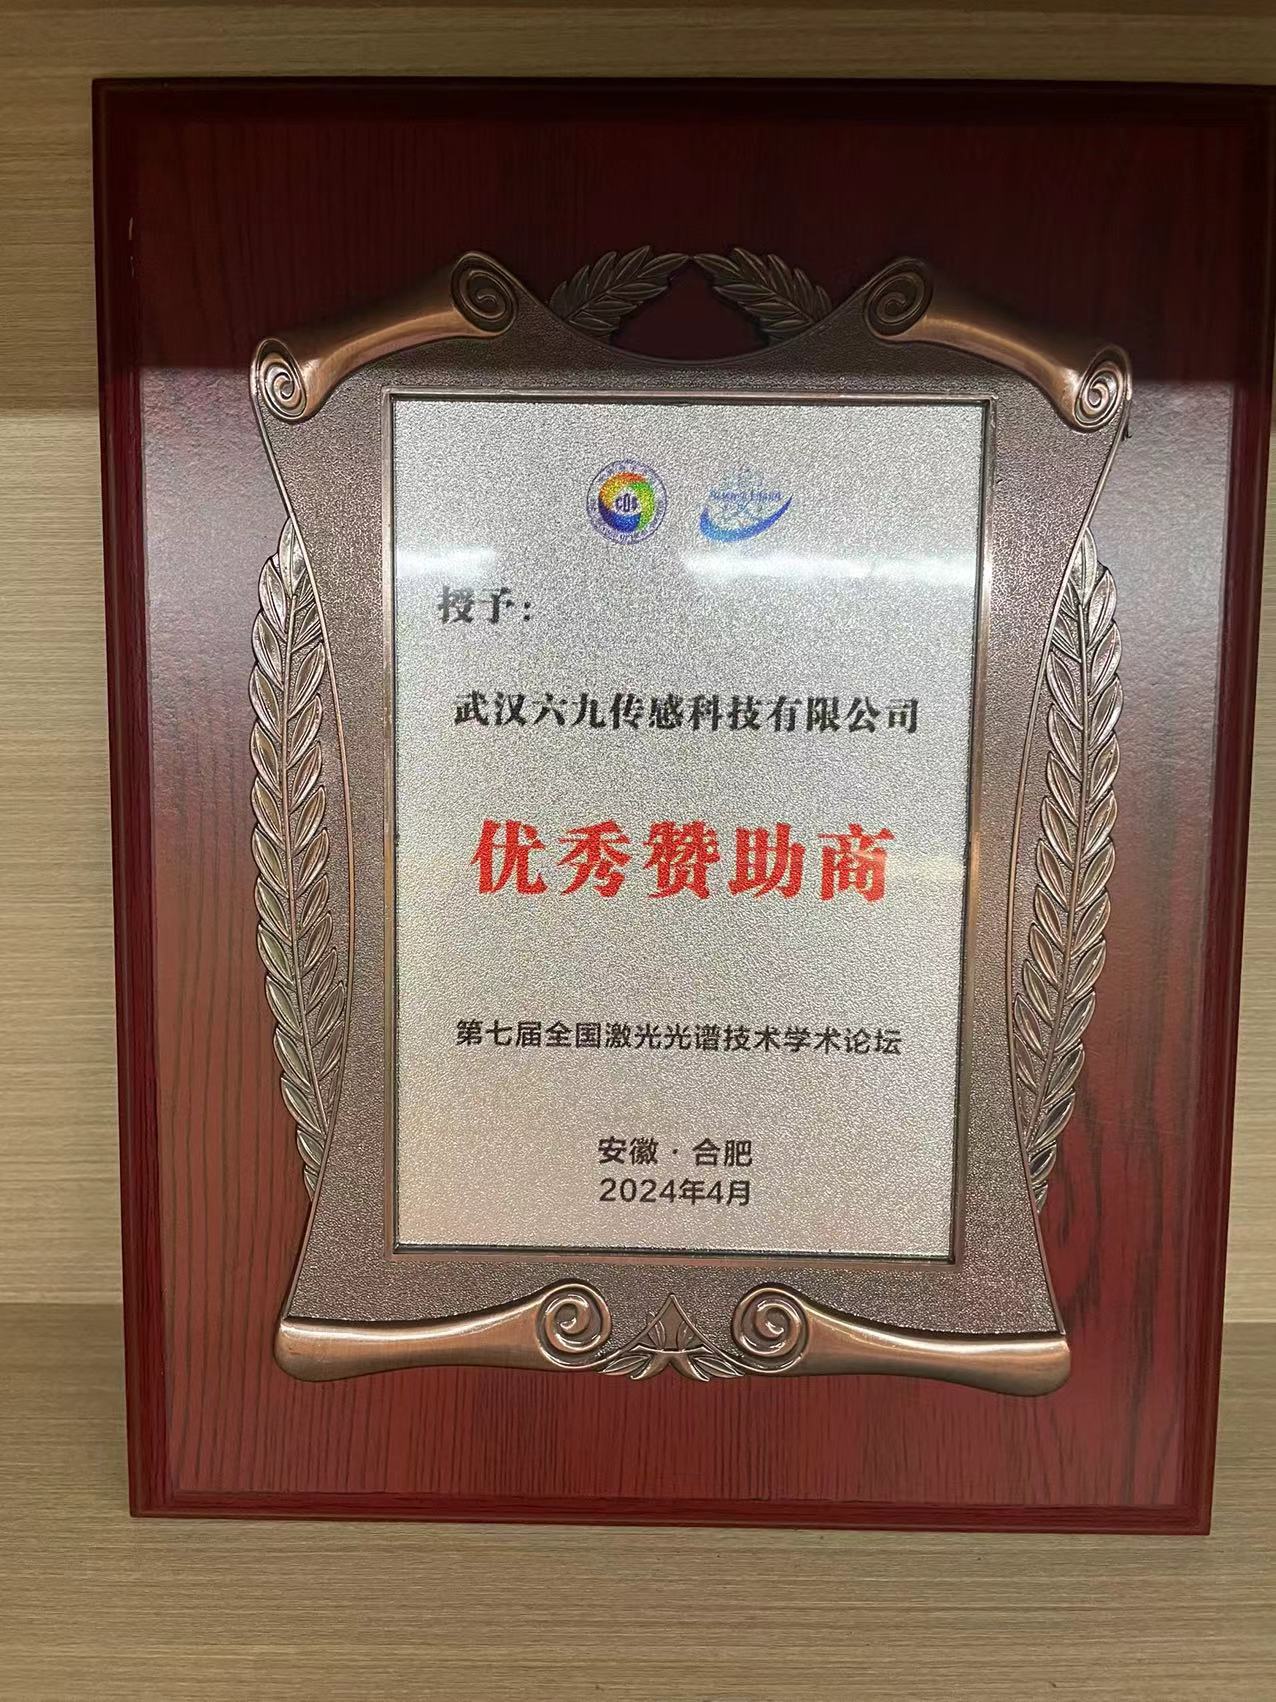 COS
授予：
武汉六九传感科技有限公司
优秀赞助商
第七届全国激光光谱技术学术论坛
安徽·合肥
2024年4月